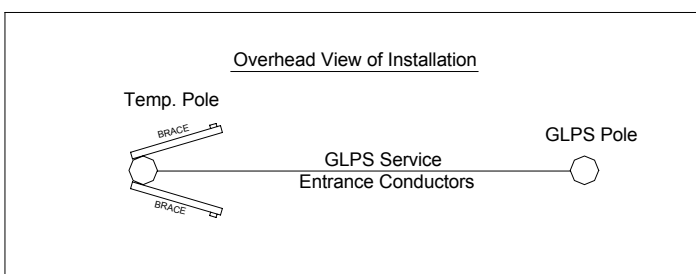 Overhead View of Installation
Temp. Pole
BRACE
GLPS Pole
GLPS Service
Entrance Conductors
BRACE